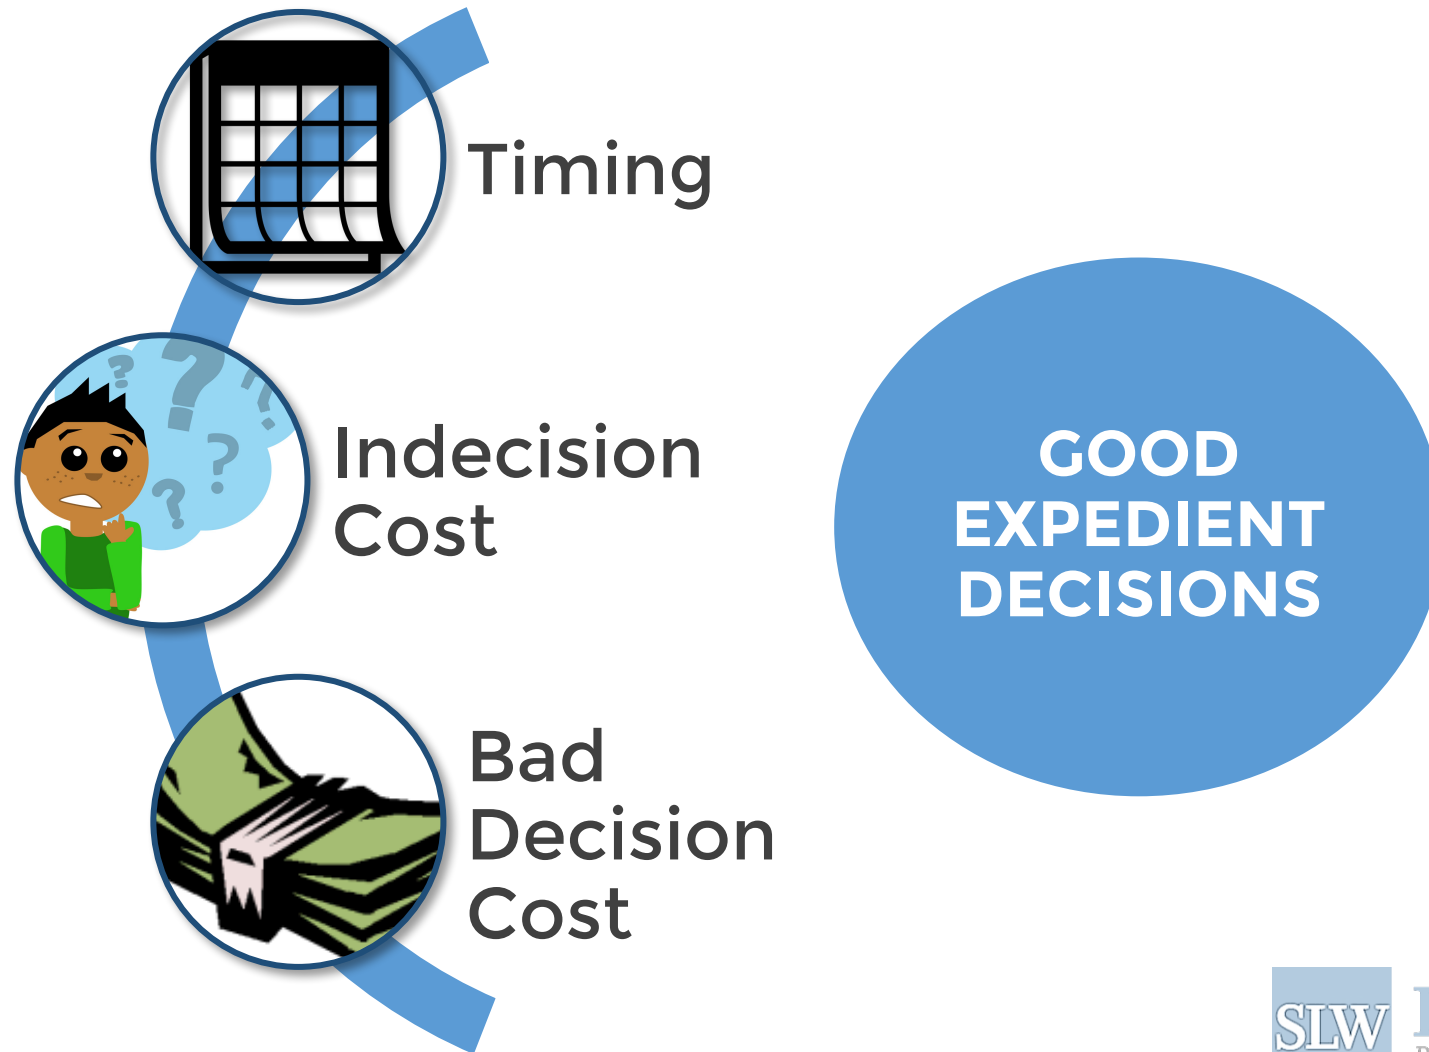 Timing
Indecision
Cost
Bad
Decision
Cost
GOOD
EXPEDIENT
DECISIONS
SLW